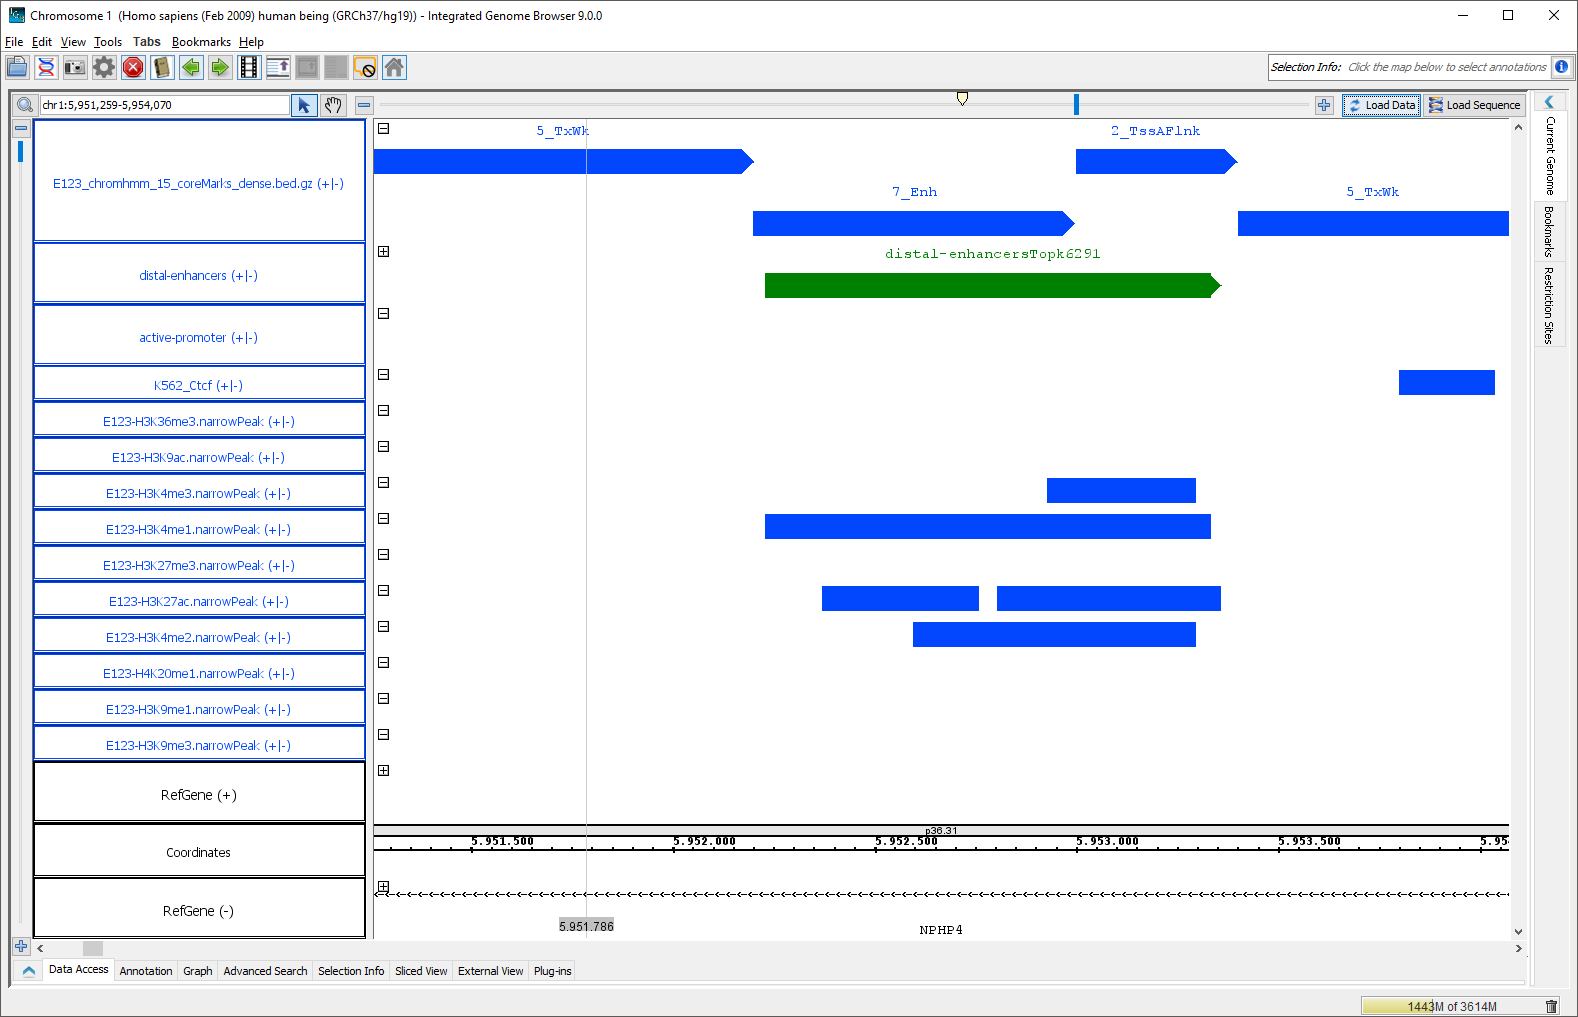 Chromosome 1 (Homo sapiens (Feb 2009) human being (GRCh37/hg19)) - Integrated Genome Browser 9.0.0
File Edit View Tools Tabs Bookmarks Help
Selection Info: Click the map below to select annotations
chr1:5,951,259-5,954,070
Load Data
Load Sequence
Current Genome
Bookmarks
Restriction Sites
5_TxWk
2_TssAFlnk
E123_chromhmm_15_coreMarks_dense.bed.gz (+|-)
7_Enh
5_TxWk
distal-enhancersTopk6291
distal-enhancers (+|-)
active-promoter (+|-)
K562_Ctcf (+|-)
E123-H3K36me3.narrowPeak (+|-)
E123-H3K9ac.narrowPeak (+|-)
E123-H3K4me3.narrowPeak (+|-)
E123-H3K4me1.narrowPeak (+|-)
E123-H3K27me3.narrowPeak (+|-)
E123-H3K27ac.narrowPeak (+|-)
E123-H3K4me2.narrowPeak (+|-)
E123-H4K20me1.narrowPeak (+|-)
E123-H3K9me1.narrowPeak (+|-)
E123-H3K9me3.narrowPeak (+|-)
RefGene (+)
p36.31
5.951.500 5.952.000 5.952.500 5.953.000 5.953.500 5.95
Coordinates
RefGene (-)
5.951.786
NPHP4
Data Access Annotation Graph Advanced Search Selection Info Sliced View External View Plug-ins
1443M of 3614M